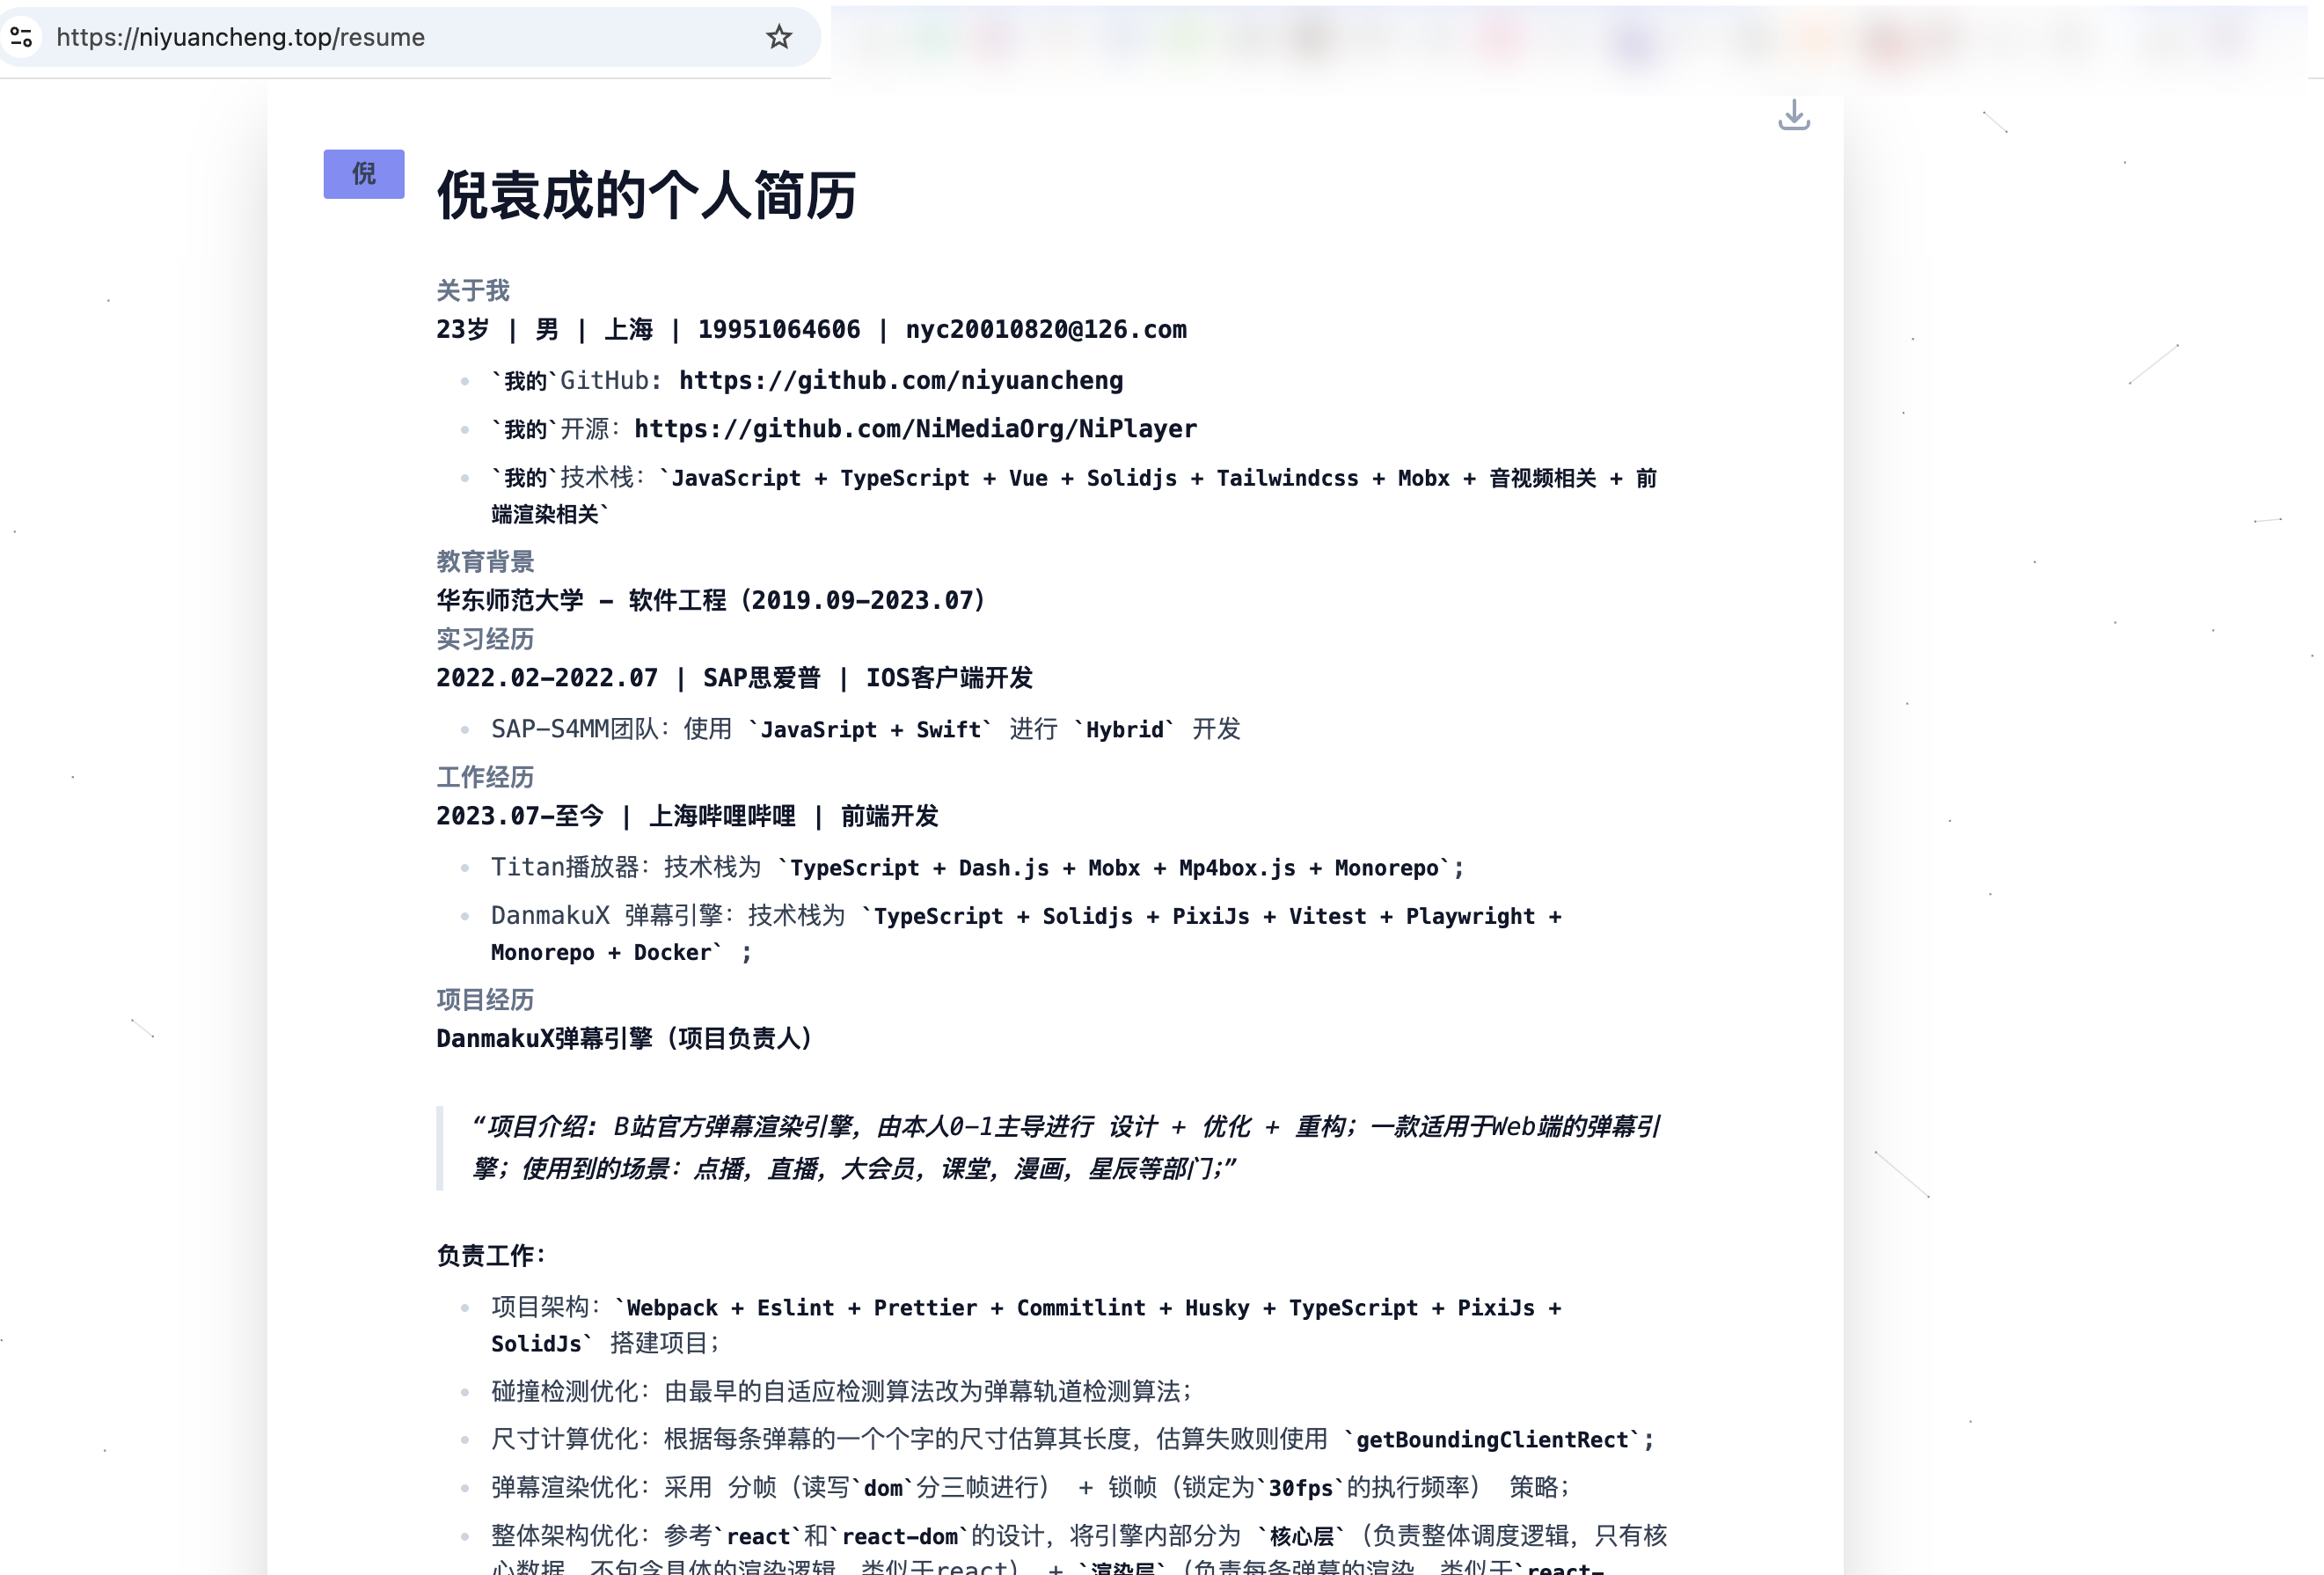 https://niyuancheng.top/resume
倪
倪袁成的个人简历
关于我
23岁 | 男 | 上海 | 19951064606 | nyc20010820@126.com
`我的`GitHub: https://github.com/niyuancheng
`我的`开源：https://github.com/NiMediaOrg/NiPlayer
`我的`技术栈：`JavaScript + TypeScript + Vue + Solidjs + Tailwindcss + Mobx + 音视频相关 + 前
端渲染相关`
教育背景
华东师范大学 - 软件工程（2019.09-2023.07）
实习经历
2022.02-2022.07 | SAP思爱普 | IOS客户端开发
SAP-S4MM团队：使用 `JavaSript + Swift` 进行 `Hybrid` 开发
工作经历
2023.07-至今 | 上海哔哩哔哩 | 前端开发
Titan播放器：技术栈为 `TypeScript + Dash.js + Mobx + Mp4box.js + Monorepo`;
DanmakuX 弹幕引擎：技术栈为 `TypeScript + Solidjs + PixiJs + Vitest + Playwright +
Monorepo + Docker` ;
项目经历
DanmakuX弹幕引擎（项目负责人）
“项目介绍: B站官方弹幕渲染引擎，由本人0-1主导进行 设计 + 优化 + 重构；一款适用于Web端的弹幕引
擎；使用到的场景：点播，直播，大会员，课堂，漫画，星辰等部门;”
负责工作：
项目架构：`Webpack + Eslint + Prettier + Commitlint + Husky + TypeScript + PixiJs +
SolidJs` 搭建项目；
碰撞检测优化：由最早的自适应检测算法改为弹幕轨道检测算法；
尺寸计算优化：根据每条弹幕的一个个字的尺寸估算其长度，估算失败则使用 `getBoundingClientRect`;
弹幕渲染优化：采用 分帧（读写`dom`分三帧进行） + 锁帧（锁定为`30fps`的执行频率） 策略；
整体架构优化：参考`react`和`react-dom`的设计，将引擎内部分为 `核心层`（负责整体调度逻辑，只有核
心数据，不包含具体的渲染逻辑，类似于react） + `渲染层`（负责每条弹幕的渲染，类似于`react-